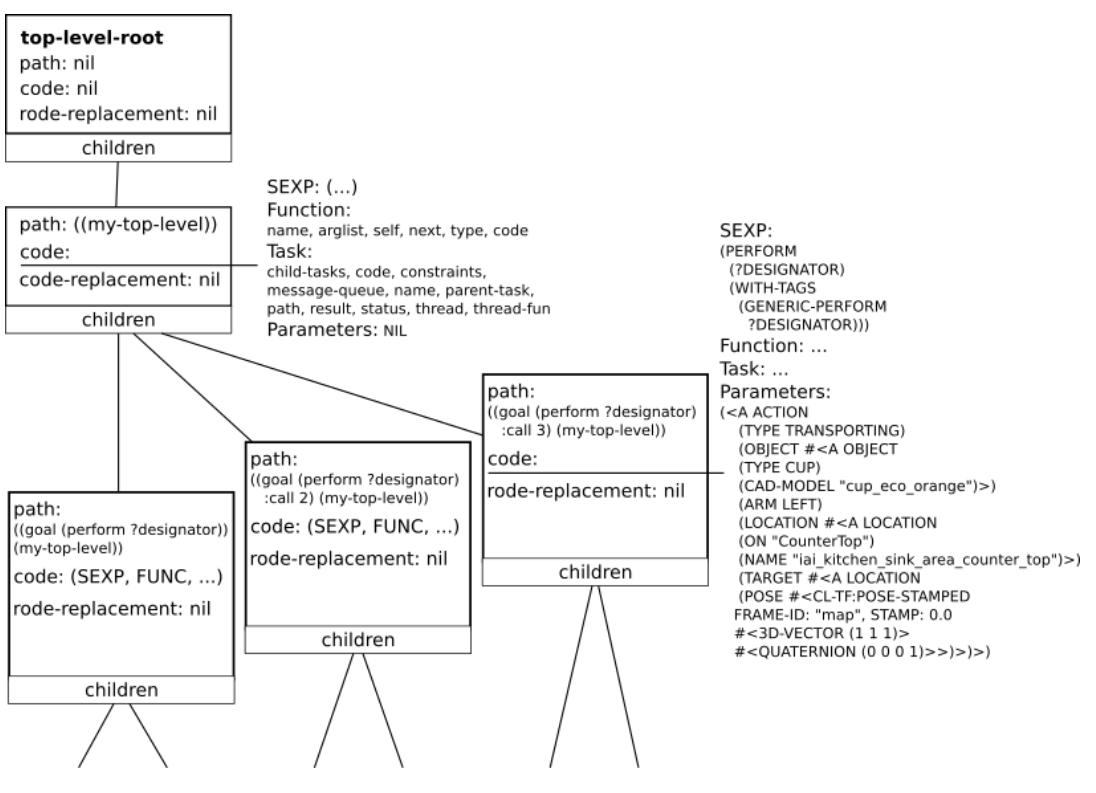 top-level-root
path: nil
code: nil
rode-replacement: nil
children
path: ((my-top-level))
code:
code-replacement: nil
children
SEXP: (...)
Function:
name, arglist, self, next, type, code
Task:
child-tasks, code, constraints,
message-queue, name, parent-task,
path, result, status, thread, thread-fun
Parameters: NIL
path:
((goal (perform ?designator))
(my-top-level))
code: (SEXP, FUNC, ...)
rode-replacement: nil
children
path:
((goal (perform ?designator)
:call 2) (my-top-level))
code: (SEXP, FUNC, ...)
rode-replacement: nil
children
path:
((goal (perform ?designator)
:call 3) (my-top-level))
code:
rode-replacement: nil
children
SEXP:
(PERFORM
(?DESIGNATOR)
(WITH-TAGS
(GENERIC-PERFORM
?DESIGNATOR)))
Function: ...
Task: ...
Parameters:
(<A ACTION
(TYPE TRANSPORTING)
(OBJECT #<A OBJECT
(TYPE CUP)
(CAD-MODEL "cup_eco_orange")>)
(ARM LEFT)
(LOCATION #<A LOCATION
(ON "CounterTop")
(NAME "iai_kitchen_sink_area_counter_top")>)
(TARGET #<A LOCATION
(POSE #<CL-TF:POSE-STAMPED
FRAME-ID: "map", STAMP: 0.0
#<3D-VECTOR (1 1 1)>
#<QUATERNION (0 0 0 1)>>)>)>)